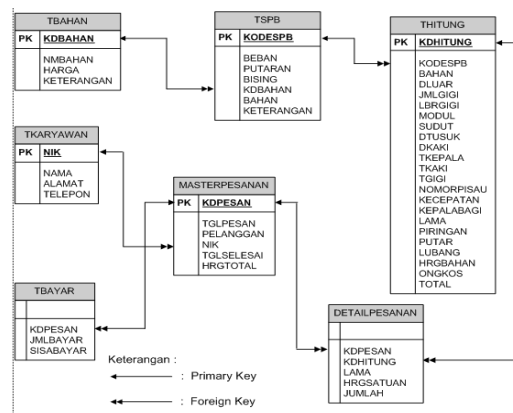 TBAHAN
PK KDBAHAN
NMBAHAN
HARGA
KETERANGAN
TSPB
PK KODESPB
BEBAN
PUTARAN
BISING
KDBAHAN
BAHAN
KETERANGAN
THITUNG
PK KDHITUNG
KODESPB
BAHAN
DLUAR
JMLGIGI
LBRGIGI
MODUL
SUDUT
DTUSUK
DKAKI
TKEPALA
TKAKI
TGIGI
NOMORPISAU
KECEPATAN
KEPALABAGI
LAMA
PIRINGAN
PUTAR
LUBANG
HRGBAHAN
ONGKOS
TOTAL
TKARYAWAN
PK NIK
NAMA
ALAMAT
TELEPON
MASTERPESANAN
PK KDPESAN
TGLPESAN
PELANGGAN
NIK
TGLSELESAI
HRGTOTAL
TBAYAR
KDPESAN
JMLBAYAR
SISABAYAR
DETAILPESANAN
KDPESAN
KDHITUNG
LAMA
HRGSATUAN
JUMLAH
Keterangan :
: Primary Key
: Foreign Key